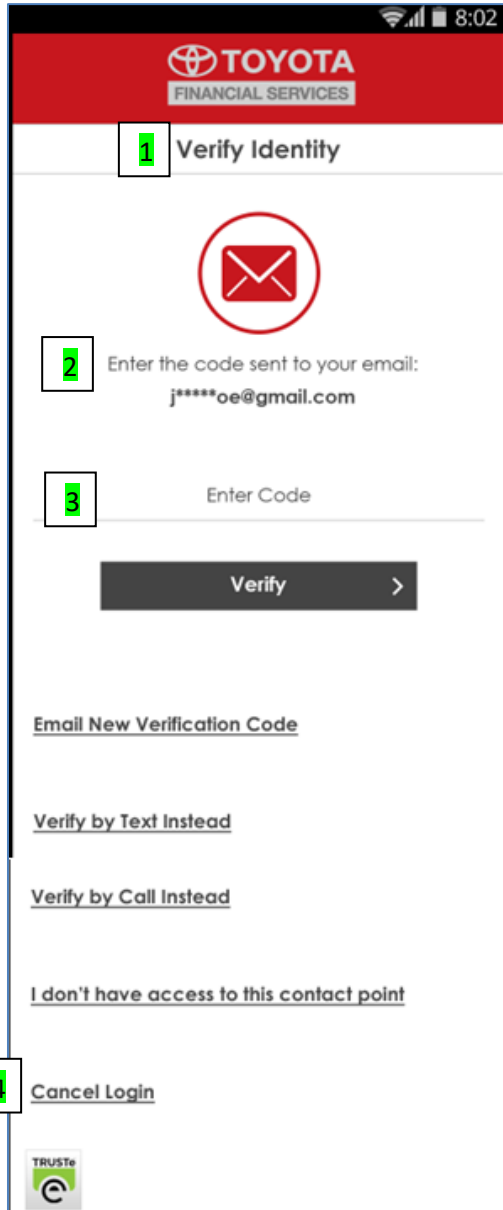 8:02
TOYOTA
FINANCIAL SERVICES
1 Verify Identity
2 Enter the code sent to your email:
j*****oe@gmail.com
3 Enter Code
Verify >
Email New Verification Code
Verify by Text Instead
Verify by Call Instead
I don't have access to this contact point
4 Cancel Login
TRUSTe
e